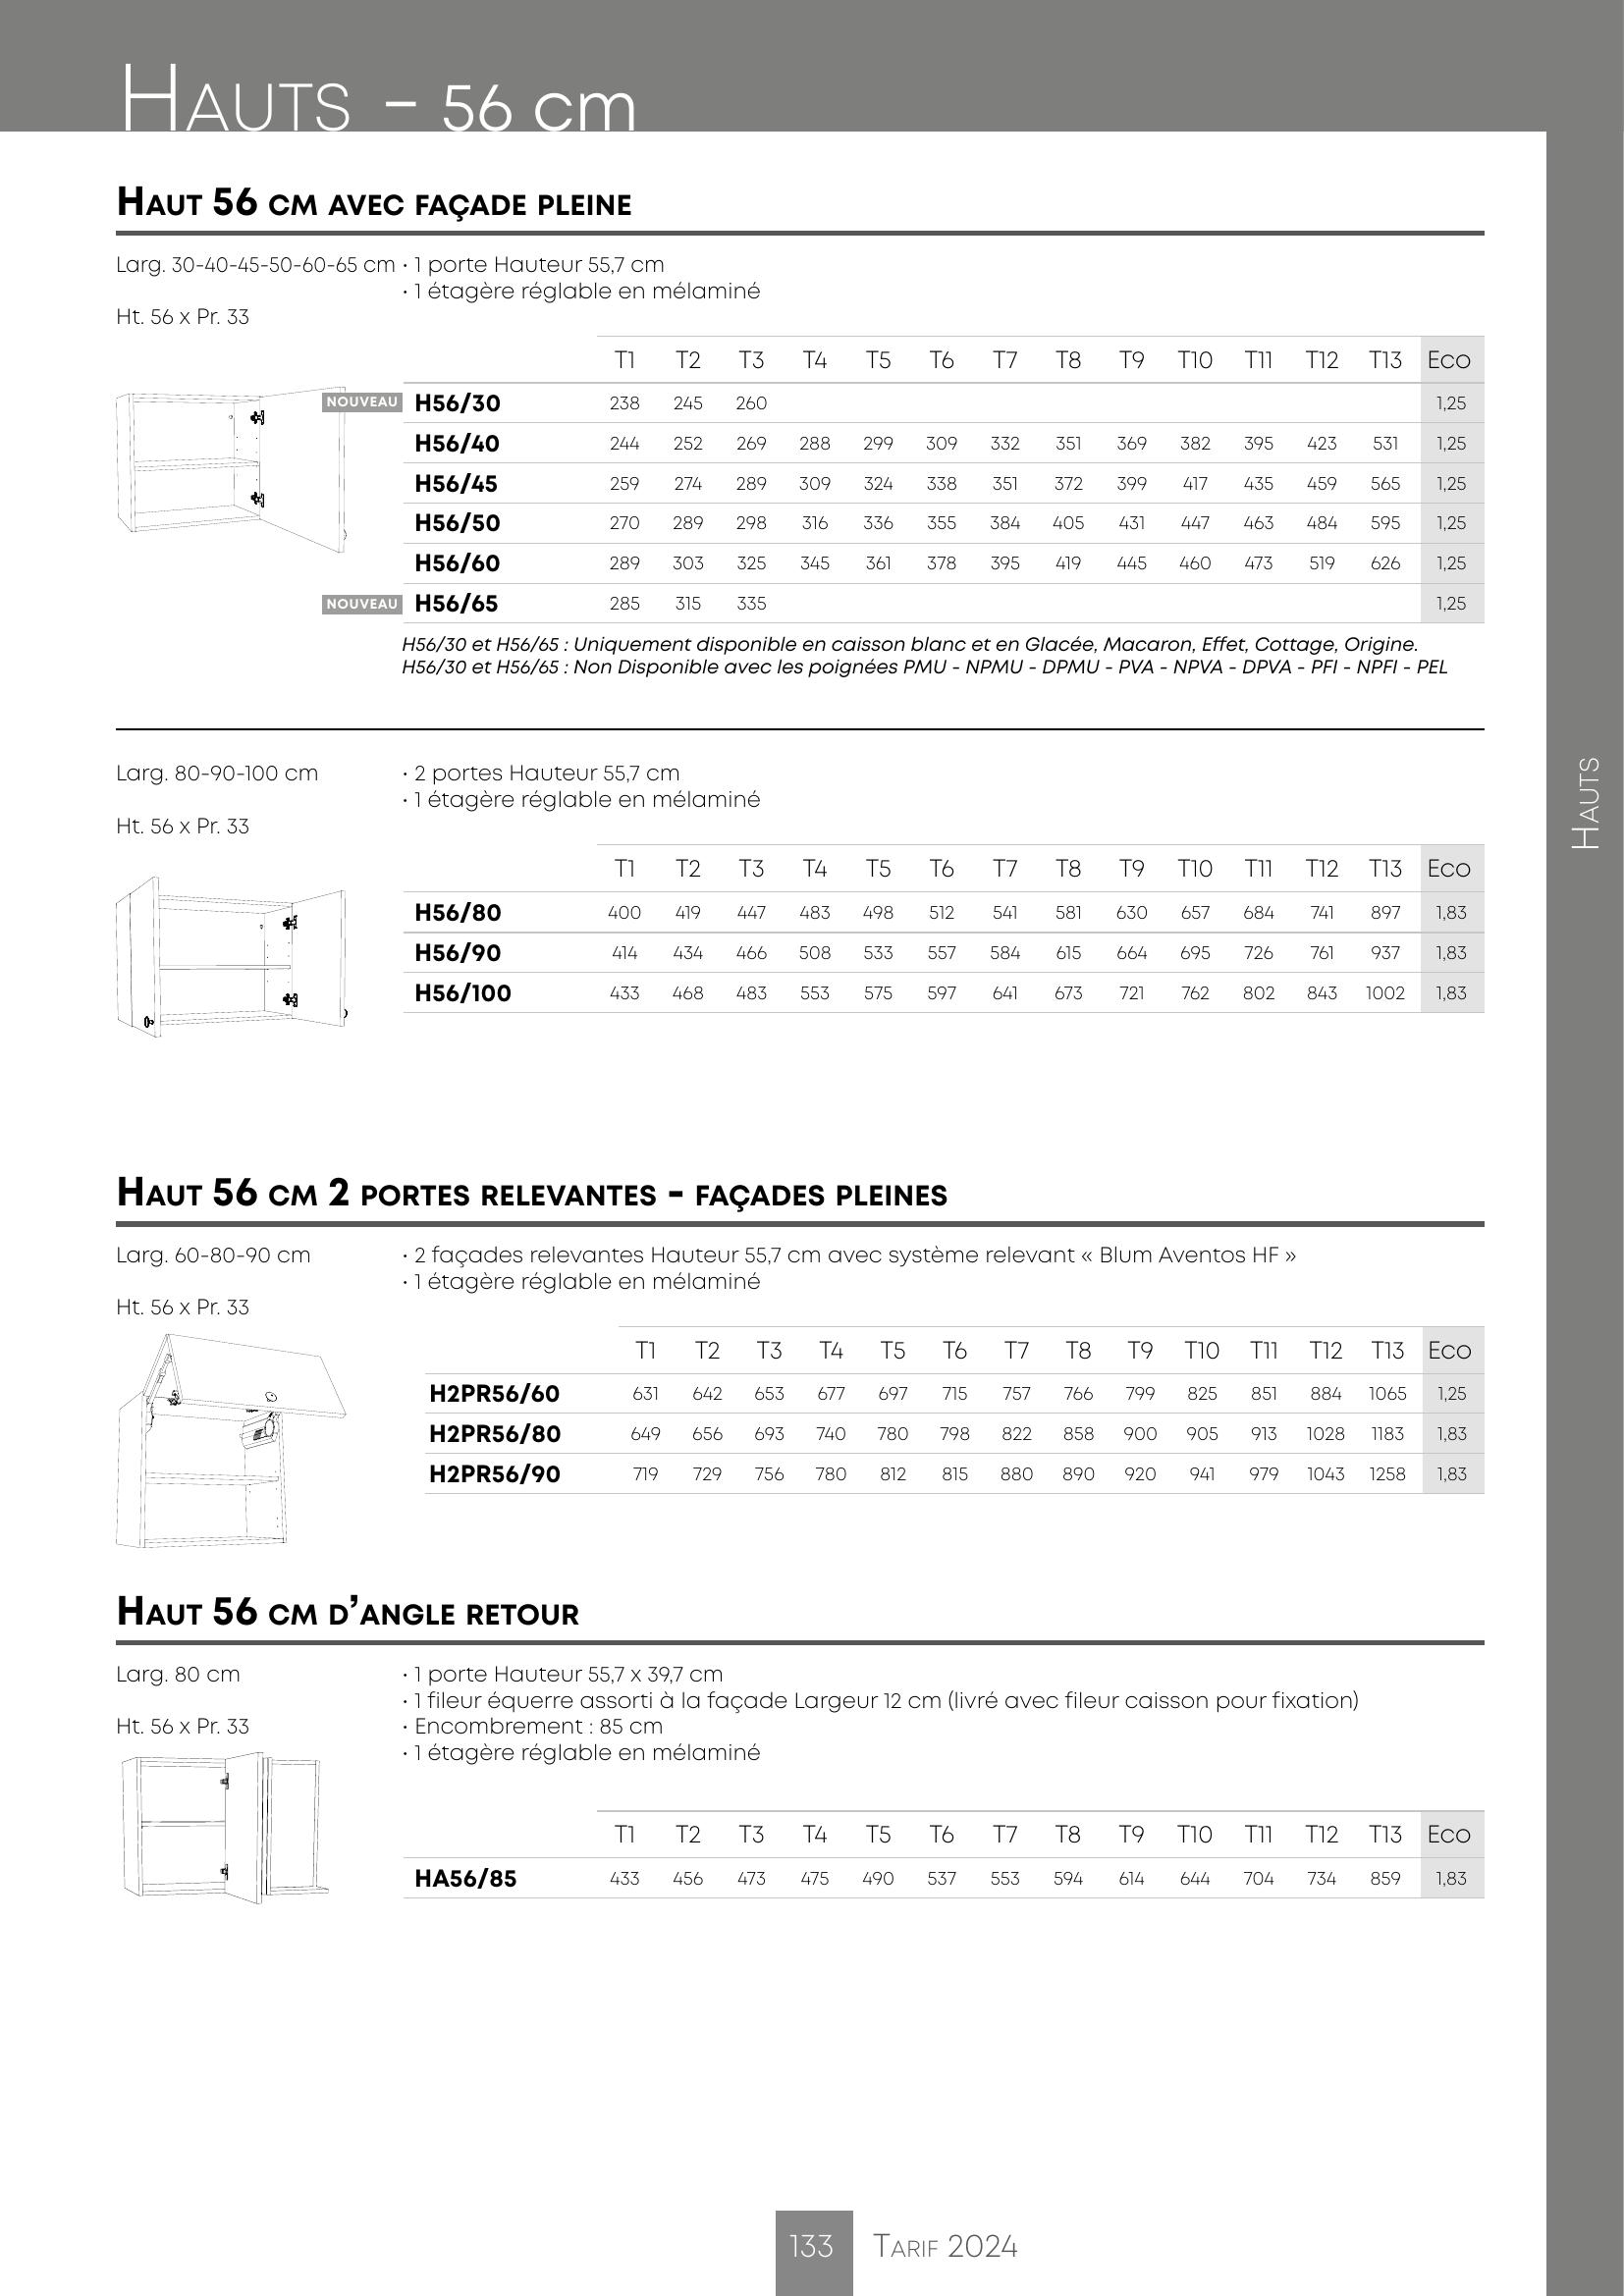 Hauts - 56 cm
Haut 56 cm avec façade pleine
Larg. 30-40-45-50-60-65 cm · 1 porte Hauteur 55,7 cm
· 1 étagère réglable en mélaminé
Ht. 56 x Pr. 33
T1 T2 T3 T4 T5 T6 T7 T8 T9 T10 T11 T12 T13 Eco
NOUVEAU H56/30 238 245 260 1,25
H56/40 244 252 269 288 299 309 332 351 369 382 395 423 531 1,25
H56/45 259 274 289 309 324 338 351 372 399 417 435 459 565 1,25
H56/50 270 289 298 316 336 355 384 405 431 447 463 484 595 1,25
H56/60 289 303 325 345 361 378 395 419 445 460 473 519 626 1,25
NOUVEAU H56/65 285 315 335 1,25
H56/30 et H56/65 : Uniquement disponible en caisson blanc et en Glacée, Macaron, Effet, Cottage, Origine.
H56/30 et H56/65 : Non Disponible avec les poignées PMU - NPMU - DPMU - PVA - NPVA - DPVA - PFI - NPFI - PEL
Larg. 80-90-100 cm · 2 portes Hauteur 55,7 cm
· 1 étagère réglable en mélaminé
Ht. 56 x Pr. 33
T1 T2 T3 T4 T5 T6 T7 T8 T9 T10 T11 T12 T13 Eco
H56/80 400 419 447 483 498 512 541 581 630 657 684 741 897 1,83
H56/90 414 434 466 508 533 557 584 615 664 695 726 761 937 1,83
H56/100 433 468 483 553 575 597 641 673 721 762 802 843 1002 1,83
Haut 56 cm 2 portes relevantes - façades pleines
Larg. 60-80-90 cm · 2 façades relevantes Hauteur 55,7 cm avec système relevant « Blum Aventos HF »
· 1 étagère réglable en mélaminé
Ht. 56 x Pr. 33
T1 T2 T3 T4 T5 T6 T7 T8 T9 T10 T11 T12 T13 Eco
H2PR56/60 631 642 653 677 697 715 757 766 799 825 851 884 1065 1,25
H2PR56/80 649 656 693 740 780 798 822 858 900 905 913 1028 1183 1,83
H2PR56/90 719 729 756 780 812 815 880 890 920 941 979 1043 1258 1,83
Haut 56 cm d'angle retour
Larg. 80 cm · 1 porte Hauteur 55,7 x 39,7 cm
· 1 fileur équerre assorti à la façade Largeur 12 cm (livré avec fileur caisson pour fixation)
Ht. 56 x Pr. 33 · Encombrement : 85 cm
· 1 étagère réglable en mélaminé
T1 T2 T3 T4 T5 T6 T7 T8 T9 T10 T11 T12 T13 Eco
HA56/85 433 456 473 475 490 537 553 594 614 644 704 734 859 1,83
Hauts
133 Tarif 2024